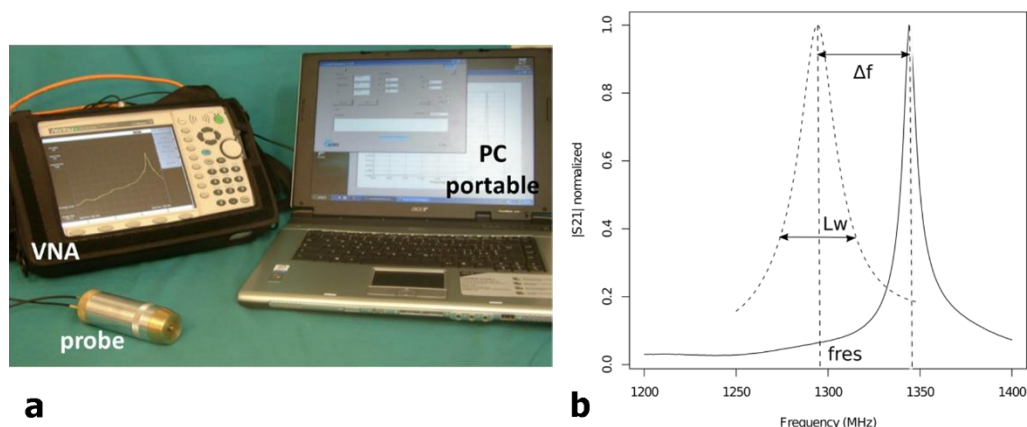 VNA
probe
PC
portable
acer
a
|S21| normalized
1.0
0.8
0.6
0.4
0.2
0.0
Δf
Lw
fres
1200
1250
1300
1350
1400
Frequency (MHz)
b